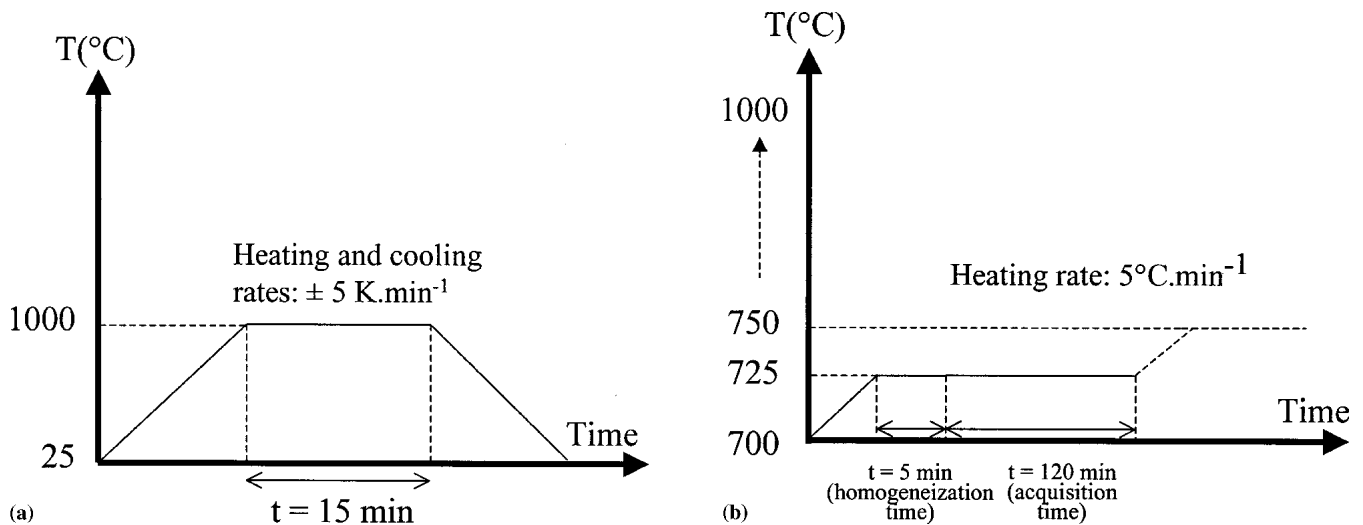 T(°C)
Heating and cooling
rates: ± 5 K.min⁻¹
1000
25
Time
t = 15 min
(a)
T(°C)
1000
Heating rate: 5°C.min⁻¹
750
725
700
Time
t = 5 min
(homogeneization
time)
t = 120 min
(acquisition
time)
(b)